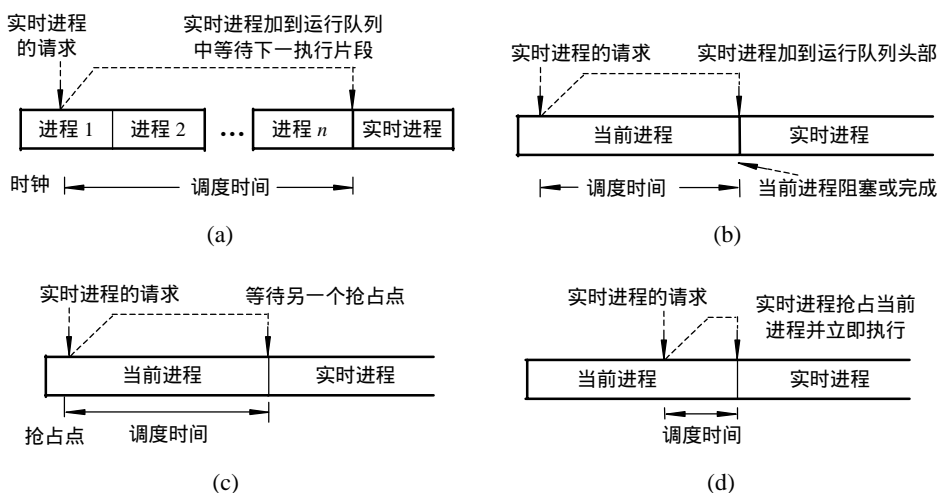 实时进程
的请求
实时进程加到运行队列
中等待下一执行片段
进程 1
进程 2
…
进程 n
实时进程
时钟
调度时间
(a)
实时进程的请求
实时进程加到运行队列头部
当前进程
实时进程
调度时间
当前进程阻塞或完成
(b)
实时进程的请求
等待另一个抢占点
当前进程
实时进程
抢占点
调度时间
(c)
实时进程的请求
实时进程抢占当前
进程并立即执行
当前进程
实时进程
调度时间
(d)